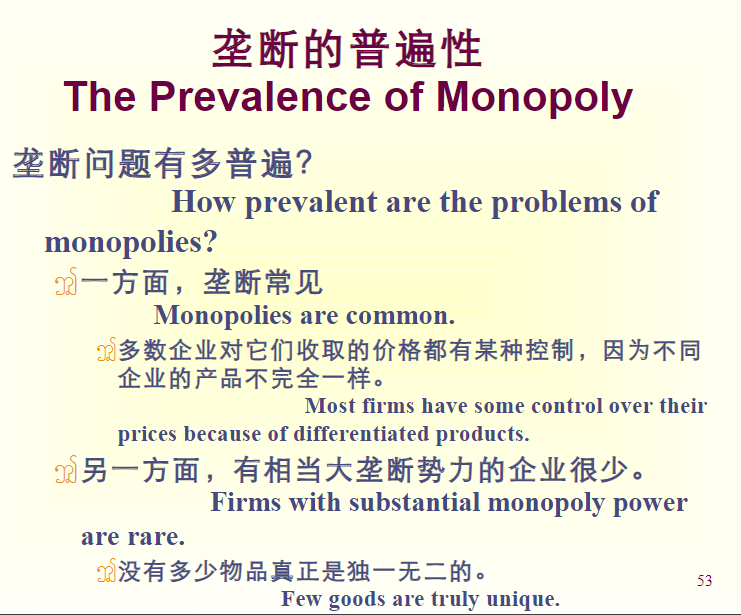 垄断的普遍性
The Prevalence of Monopoly
垄断问题有多普遍？
How prevalent are the problems of
monopolies?
一方面，垄断常见
Monopolies are common.
多数企业对它们收取的价格都有某种控制，因为不同
企业的产品不完全一样。
Most firms have some control over their
prices because of differentiated products.
另一方面，有相当大垄断势力的企业很少。
Firms with substantial monopoly power
are rare.
没有多少物品真正是独一无二的。
Few goods are truly unique.
53